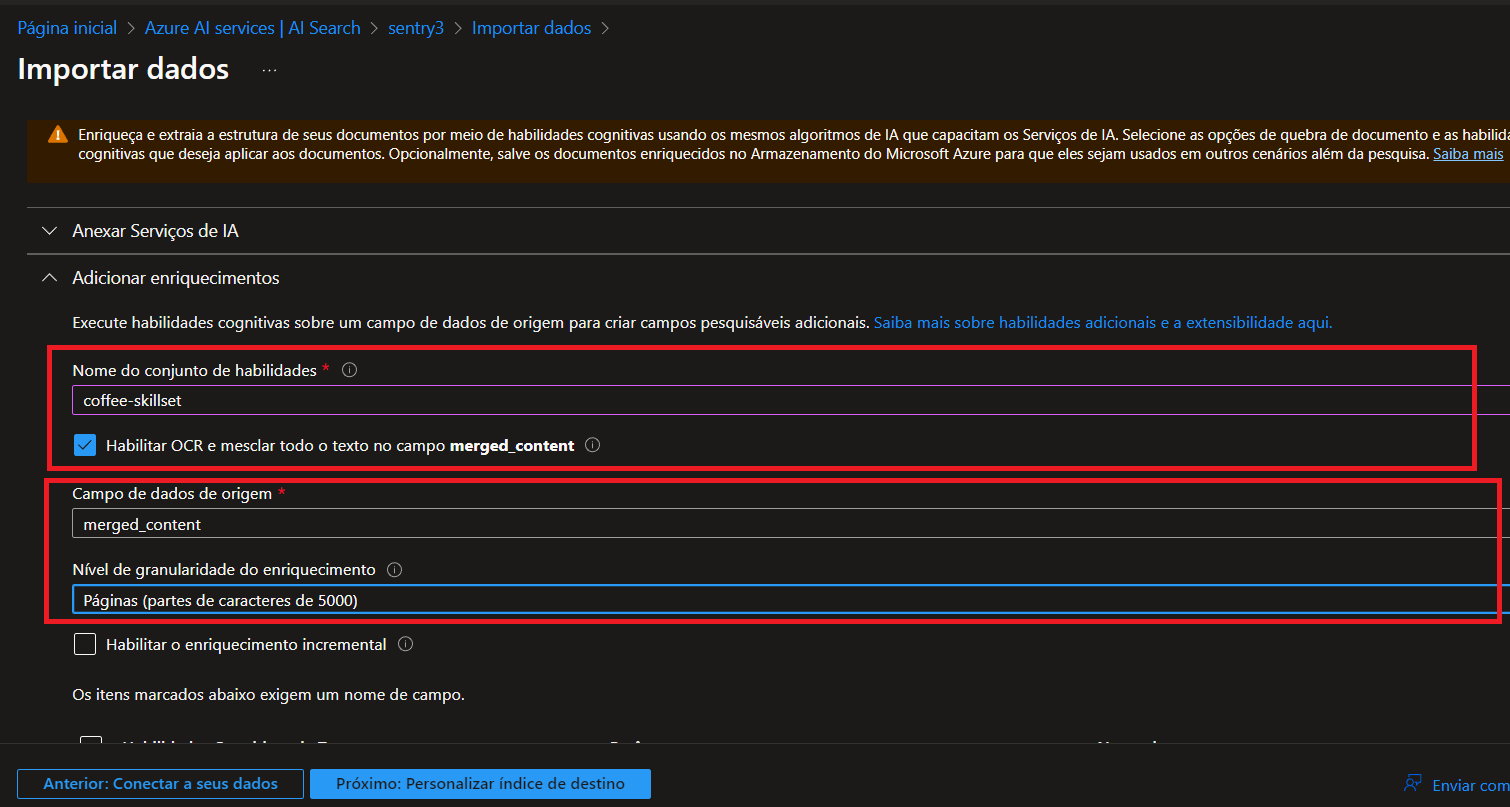 Página inicial > Azure AI services | AI Search > sentry3 > Importar dados >
Importar dados ...
Enriqueça e extraia a estrutura de seus documentos por meio de habilidades cognitivas usando os mesmos algoritmos de IA que capacitam os Serviços de IA. Selecione as opções de quebra de documento e as
cognitivas que deseja aplicar aos documentos. Opcionalmente, salve os documentos enriquecidos no Armazenamento do Microsoft Azure para que eles sejam usados em outros cenários além da pesquisa. Saiba mais
Anexar Serviços de IA
Adicionar enriquecimentos
Execute habilidades cognitivas sobre um campo de dados de origem para criar campos pesquisáveis adicionais. Saiba mais sobre habilidades adicionais e a extensibilidade aqui.
Nome do conjunto de habilidades *
coffee-skillset
Habilitar OCR e mesclar todo o texto no campo merged_content
Campo de dados de origem *
merged_content
Nível de granularidade do enriquecimento
Páginas (partes de caracteres de 5000)
Habilitar o enriquecimento incremental
Os itens marcados abaixo exigem um nome de campo.
Anterior: Conectar a seus dados
Próximo: Personalizar índice de destino
Enviar